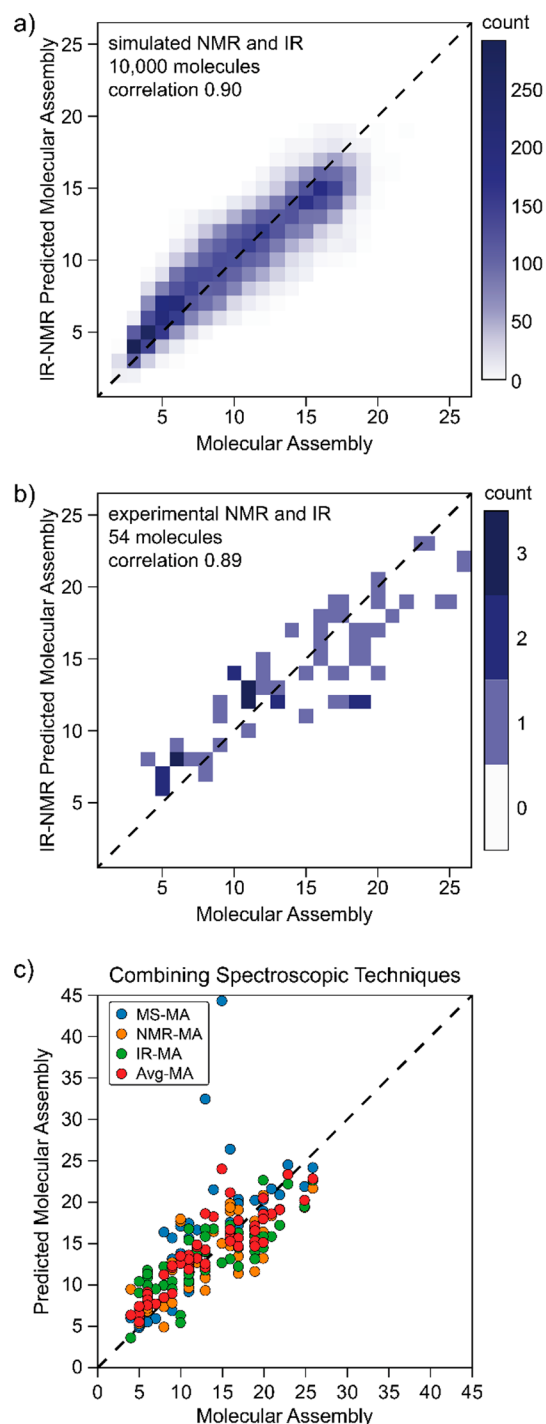 a)
simulated NMR and IR
10,000 molecules
correlation 0.90
count
25
20
15
10
5
250
200
150
100
50
0
5
10
15
20
25
IR-NMR Predicted Molecular Assembly
Molecular Assembly
b)
experimental NMR and IR
54 molecules
correlation 0.89
count
25
20
15
10
5
3
2
1
0
5
10
15
20
25
IR-NMR Predicted Molecular Assembly
Molecular Assembly
c)
Combining Spectroscopic Techniques
MS-MA
NMR-MA
IR-MA
Avg-MA
45
40
35
30
25
20
15
10
5
0
0
5
10
15
20
25
30
35
40
45
Predicted Molecular Assembly
Molecular Assembly